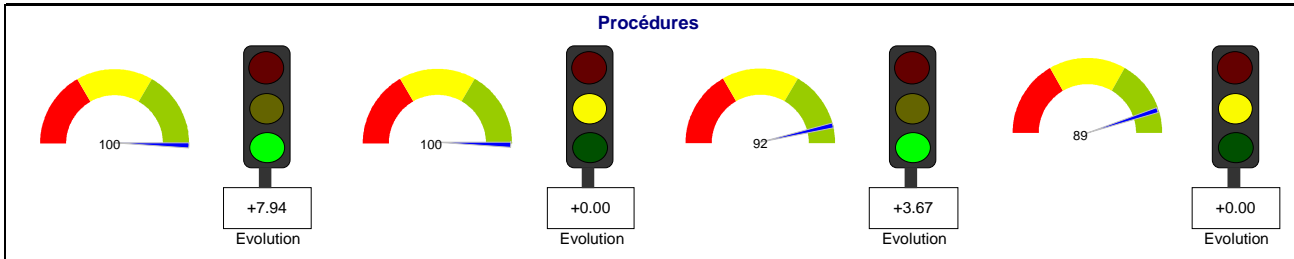 Procédures
100
+7.94
Evolution
100
+0.00
Evolution
92
+3.67
Evolution
89
+0.00
Evolution